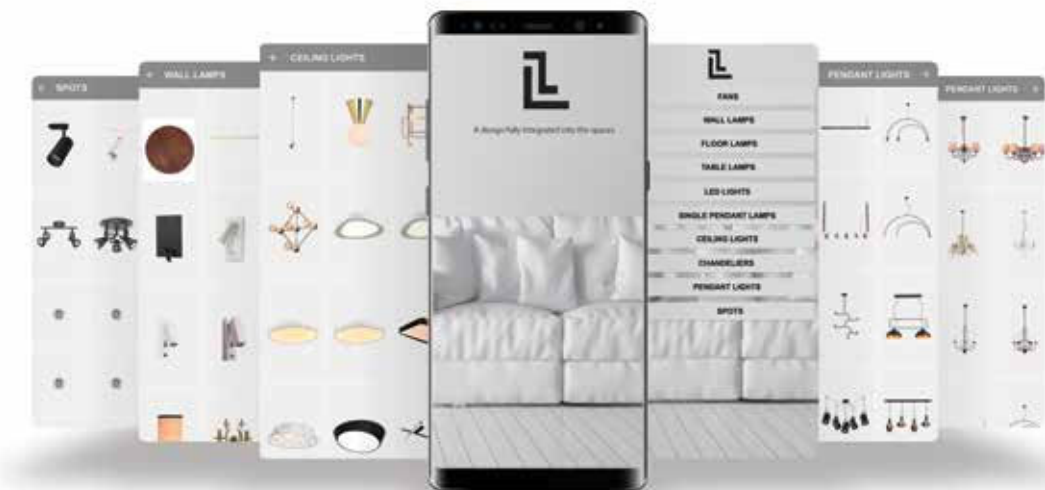 SPOTS
WALL LAMPS
CEILING LIGHTS
A design fully integrated into the spaces
FANS
WALL LAMPS
FLOOR LAMPS
TABLE LAMPS
LED LIGHTS
SINGLE PENDANT LAMPS
CEILING LIGHTS
CHANDELIERS
PENDANT LIGHTS
SPOTS
PENDANT LIGHTS
PENDANT LIGHTS